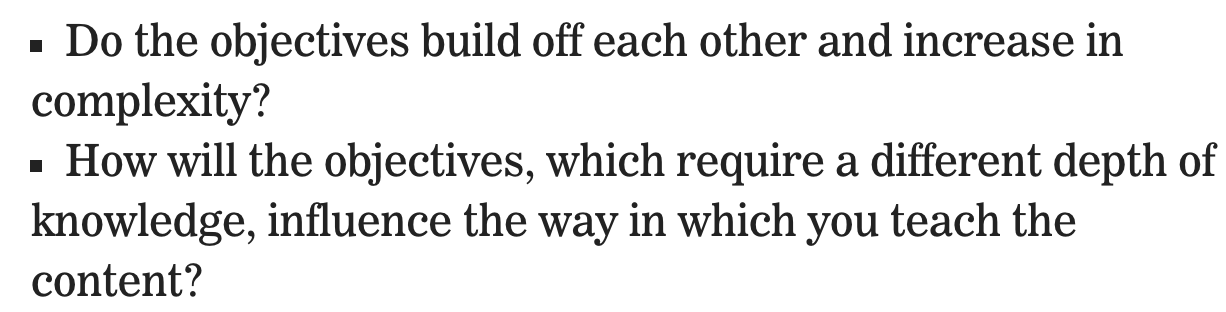 ▪ Do the objectives build off each other and increase in
complexity?
▪ How will the objectives, which require a different depth of
knowledge, influence the way in which you teach the
content?